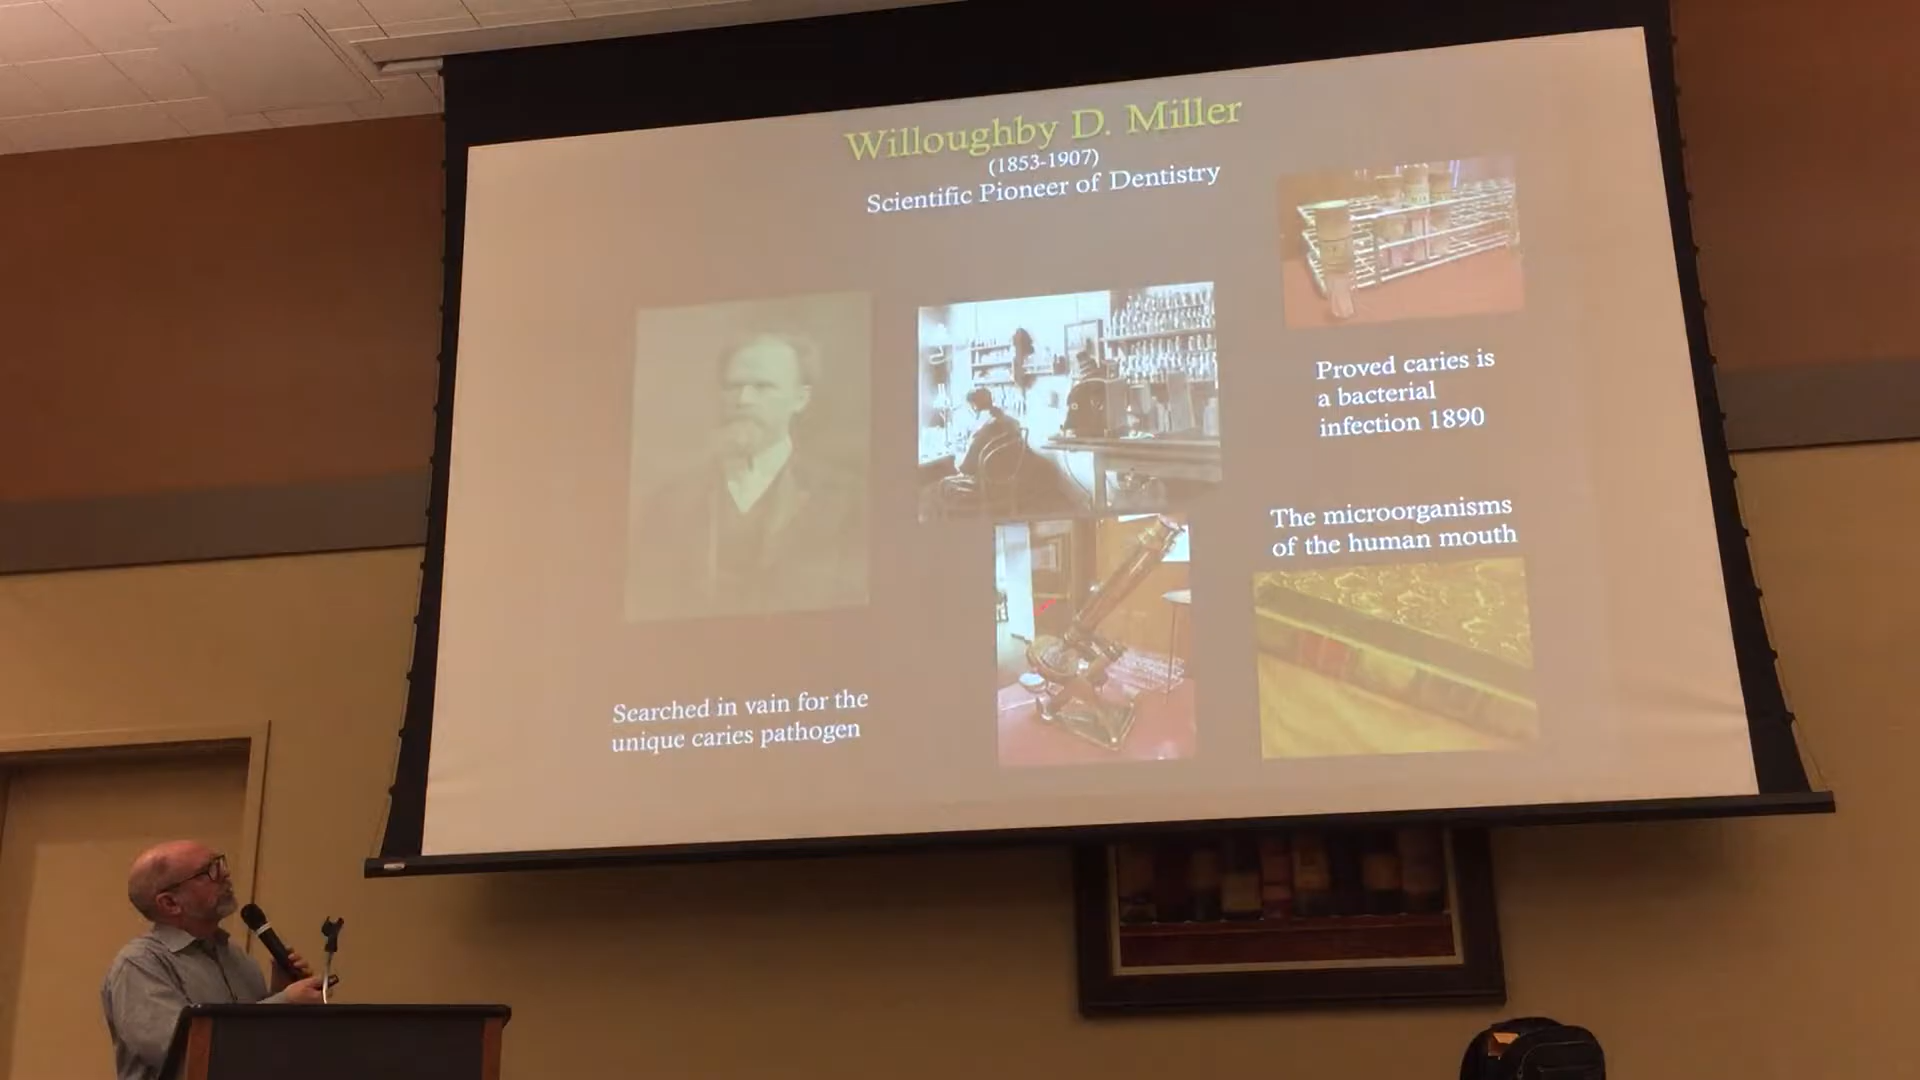 Willoughby D. Miller
(1853-1907)
Scientific Pioneer of Dentistry
Proved caries is
a bacterial
infection 1890
The microorganisms
of the human mouth
Searched in vain for the
unique caries pathogen